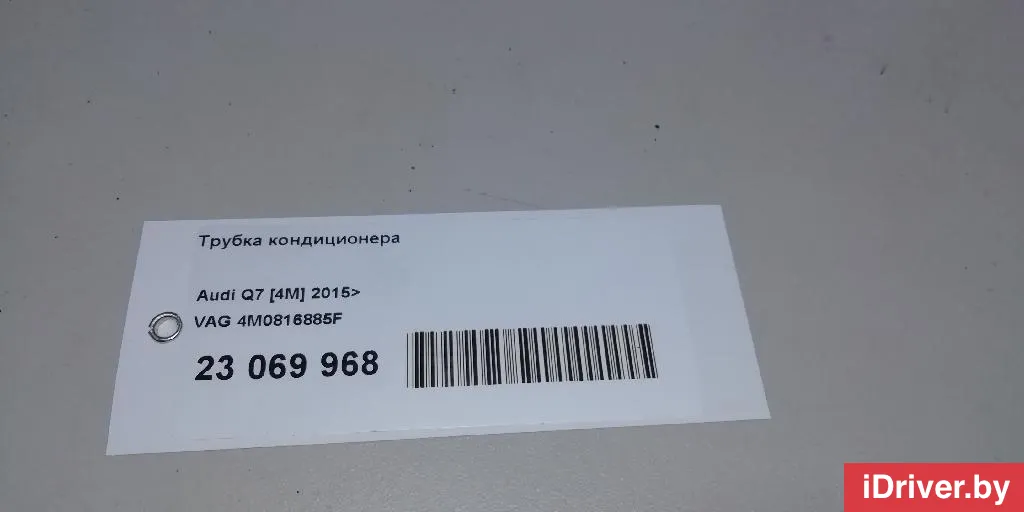 Трубка кондиционера
Audi Q7 [4M] 2015>
VAG 4M0816885F
23 069 968
iDriver.by